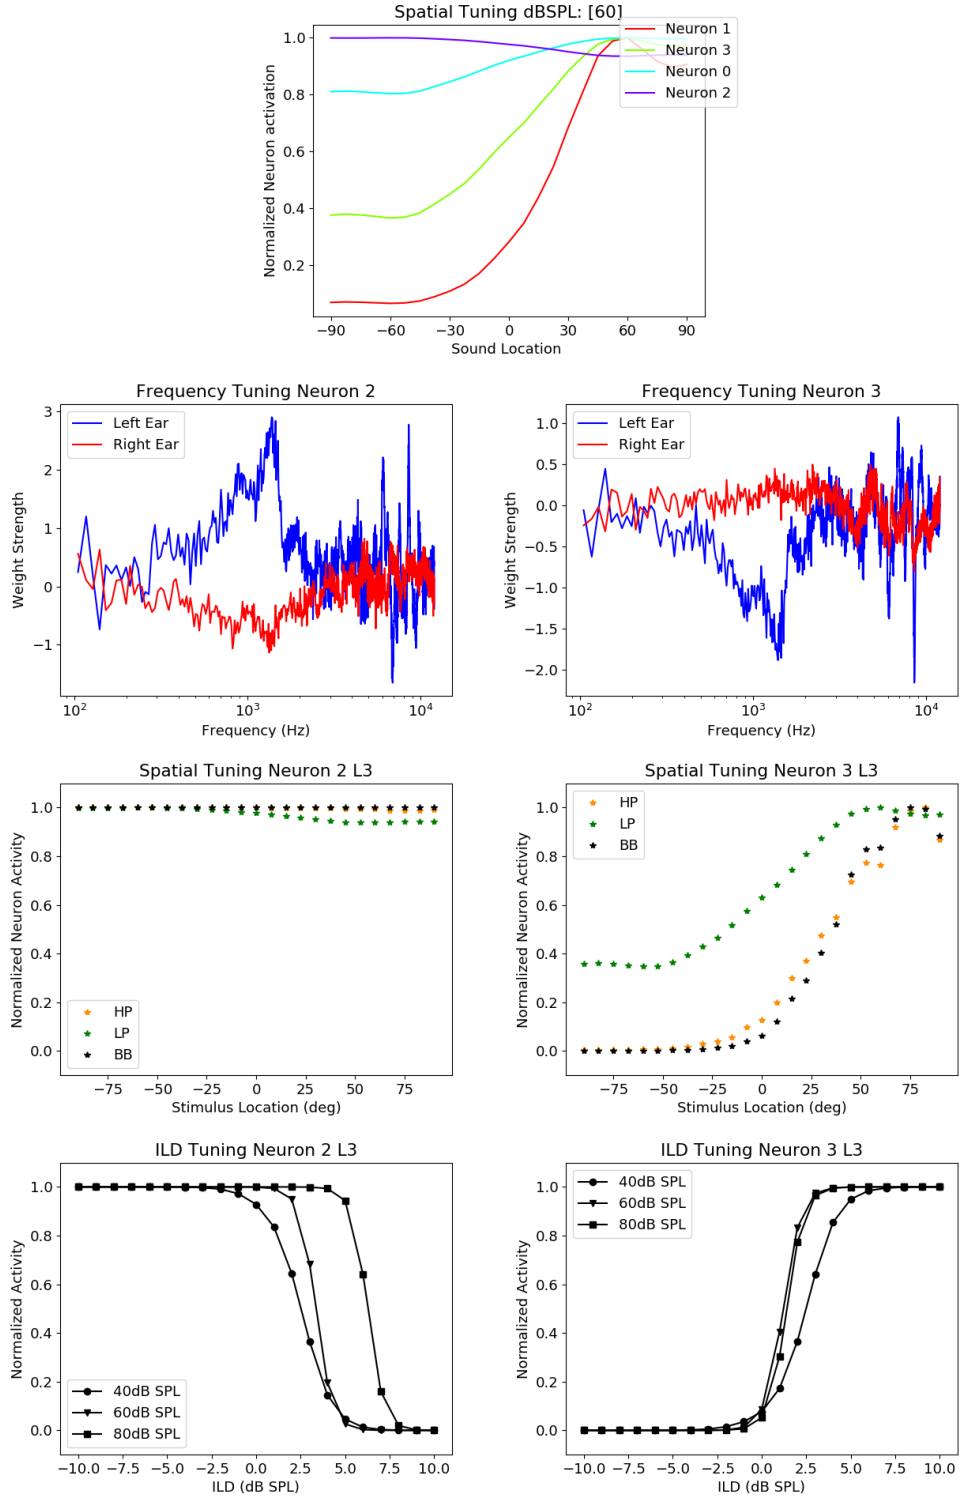 Spatial Tuning dBSPL: [60]
Normalized Neuron activation
1.0
0.8
0.6
0.4
0.2
Neuron 1
Neuron 3
Neuron 0
Neuron 2
−90 −60 −30 0 30 60 90
Sound Location
Frequency Tuning Neuron 2
Weight Strength
3
2
1
0
−1
Left Ear
Right Ear
10² 10³ 10⁴
Frequency (Hz)
Frequency Tuning Neuron 3
Weight Strength
1.0
0.5
0.0
−0.5
−1.0
−1.5
−2.0
Left Ear
Right Ear
10² 10³ 10⁴
Frequency (Hz)
Spatial Tuning Neuron 2 L3
Normalized Neuron Activity
1.0
0.8
0.6
0.4
0.2
0.0
HP
LP
BB
−75 −50 −25 0 25 50 75
Stimulus Location (deg)
Spatial Tuning Neuron 3 L3
Normalized Neuron Activity
1.0
0.8
0.6
0.4
0.2
0.0
HP
LP
BB
−75 −50 −25 0 25 50 75
Stimulus Location (deg)
ILD Tuning Neuron 2 L3
Normalized Activity
1.0
0.8
0.6
0.4
0.2
0.0
40dB SPL
60dB SPL
80dB SPL
−10.0 −7.5 −5.0 −2.5 0.0 2.5 5.0 7.5 10.0
ILD (dB SPL)
ILD Tuning Neuron 3 L3
Normalized Activity
1.0
0.8
0.6
0.4
0.2
0.0
40dB SPL
60dB SPL
80dB SPL
−10.0 −7.5 −5.0 −2.5 0.0 2.5 5.0 7.5 10.0
ILD (dB SPL)